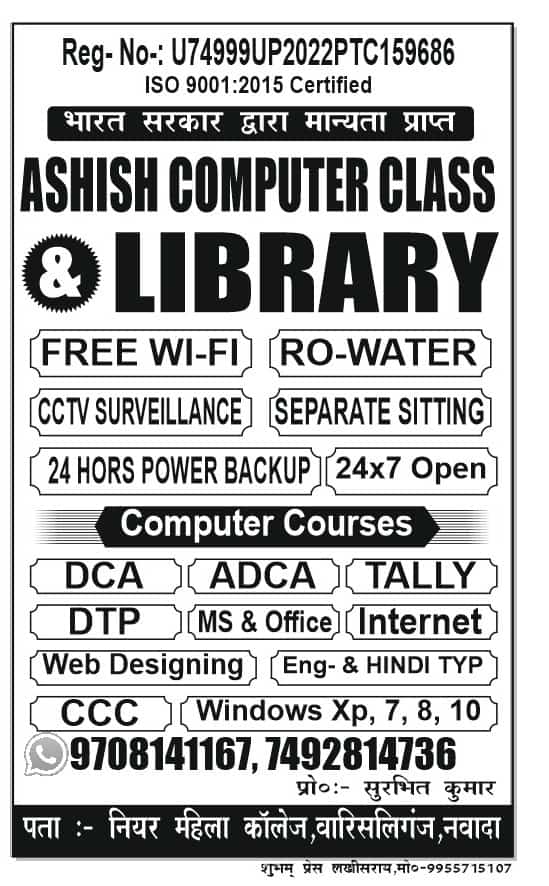 Reg- No-: U74999UP2022PTC159686
ISO 9001:2015 Certified
भारत सरकार द्वारा मान्यता प्राप्त
ASHISH COMPUTER CLASS
& LIBRARY
FREE WI-FI RO-WATER
CCTV SURVEILLANCE SEPARATE SITTING
24 HORS POWER BACKUP 24x7 Open
Computer Courses
DCA ADCA TALLY
DTP MS & Office Internet
Web Designing Eng- & HINDI TYP
CCC Windows Xp, 7, 8, 10
9708141167, 7492814736
प्रो०:- सुरभित कुमार
पता :- नियर महिला कॉलेज,वारिसलिगंज,नवादा
शुभम् प्रेस लखीसराय,मो०-9955715107